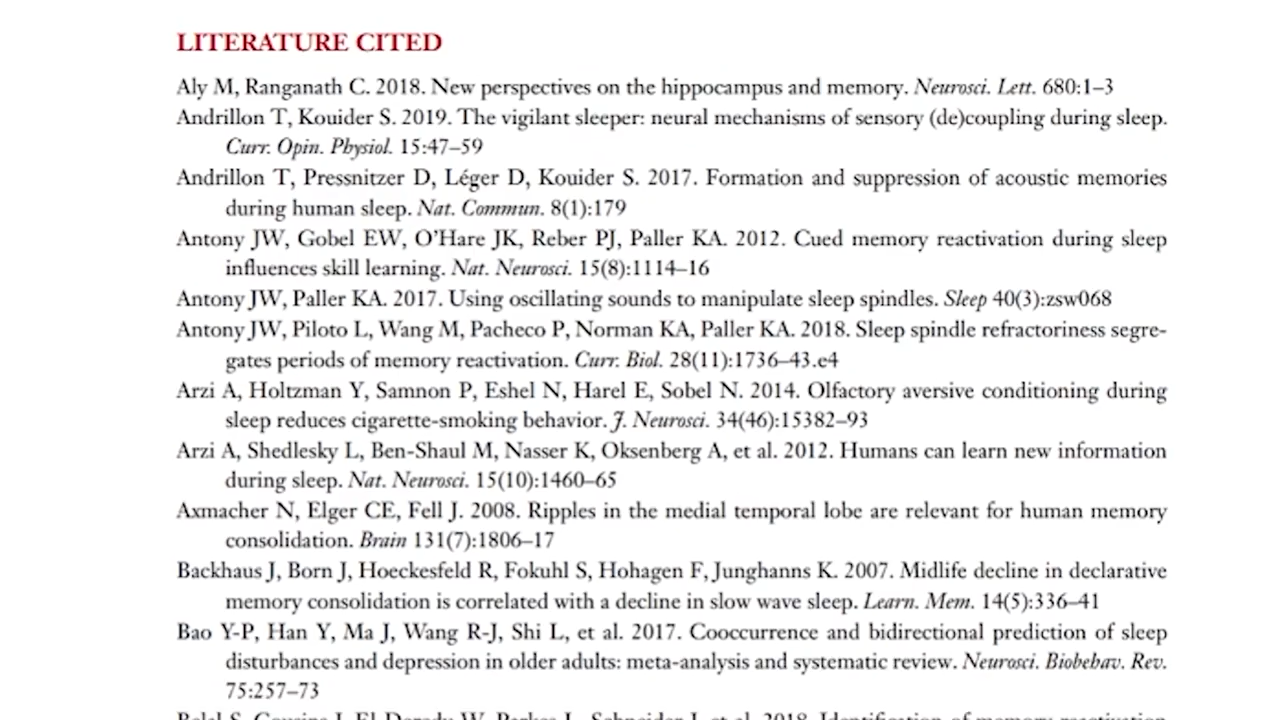 LITERATURE CITED
Aly M, Ranganath C. 2018. New perspectives on the hippocampus and memory. Neurosci. Lett. 680:1–3
Andrillon T, Kouider S. 2019. The vigilant sleeper: neural mechanisms of sensory (de)coupling during sleep.
Curr. Opin. Physiol. 15:47–59
Andrillon T, Pressnitzer D, Léger D, Kouider S. 2017. Formation and suppression of acoustic memories
during human sleep. Nat. Commun. 8(1):179
Antony JW, Gobel EW, O’Hare JK, Reber PJ, Paller KA. 2012. Cued memory reactivation during sleep
influences skill learning. Nat. Neurosci. 15(8):1114–16
Antony JW, Paller KA. 2017. Using oscillating sounds to manipulate sleep spindles. Sleep 40(3):zsw068
Antony JW, Piloto L, Wang M, Pacheco P, Norman KA, Paller KA. 2018. Sleep spindle refractoriness segre-
gates periods of memory reactivation. Curr. Biol. 28(11):1736–43.e4
Arzi A, Holtzman Y, Samnon P, Eshel N, Harel E, Sobel N. 2014. Olfactory aversive conditioning during
sleep reduces cigarette-smoking behavior. J. Neurosci. 34(46):15382–93
Arzi A, Shedlesky L, Ben-Shaul M, Nasser K, Oksenberg A, et al. 2012. Humans can learn new information
during sleep. Nat. Neurosci. 15(10):1460–65
Axmacher N, Elger CE, Fell J. 2008. Ripples in the medial temporal lobe are relevant for human memory
consolidation. Brain 131(7):1806–17
Backhaus J, Born J, Hoeckesfeld R, Fokuhl S, Hohagen F, Junghanns K. 2007. Midlife decline in declarative
memory consolidation is correlated with a decline in slow wave sleep. Learn. Mem. 14(5):336–41
Bao Y-P, Han Y, Ma J, Wang R-J, Shi L, et al. 2017. Cooccurrence and bidirectional prediction of sleep
disturbances and depression in older adults: meta-analysis and systematic review. Neurosci. Biobehav. Rev.
75:257–73